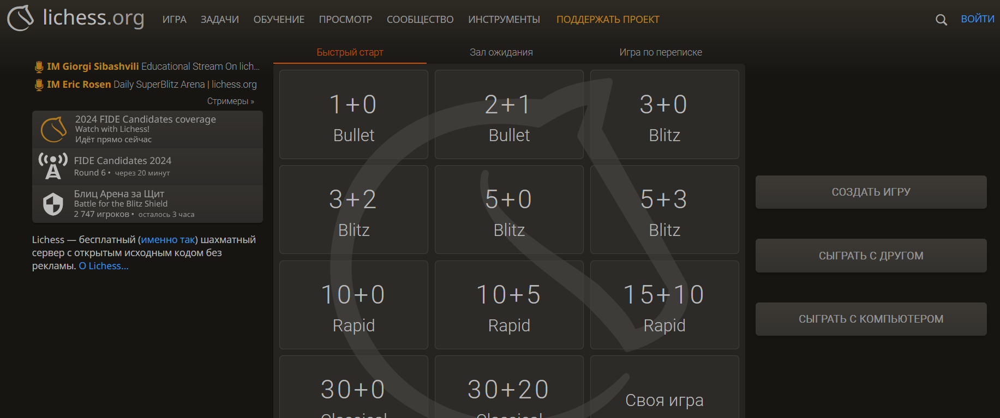 lichess.org
ИГРА ЗАДАЧИ ОБУЧЕНИЕ ПРОСМОТР СООБЩЕСТВО ИНСТРУМЕНТЫ ПОДДЕРЖАТЬ ПРОЕКТ
ВОЙТИ
IM Giorgi Sibashvili Educational Stream On lich...
IM Eric Rosen Daily SuperBlitz Arena | lichess.org
Стримеры »
2024 FIDE Candidates coverage
Watch with Lichess!
Идёт прямо сейчас
FIDE Candidates 2024
Round 6 • через 20 минут
Блиц Арена за Щит
Battle for the Blitz Shield
2 747 игроков • осталось 3 часа
Lichess — бесплатный (именно так) шахматный
сервер с открытым исходным кодом без
рекламы. О Lichess...
Быстрый старт
Зал ожидания
Игра по переписке
1+0
Bullet
2+1
Bullet
3+0
Blitz
3+2
Blitz
5+0
Blitz
5+3
Blitz
10+0
Rapid
10+5
Rapid
15+10
Rapid
30+0
Classical
30+20
Classical
Своя игра
СОЗДАТЬ ИГРУ
СЫГРАТЬ С ДРУГОМ
СЫГРАТЬ С КОМПЬЮТЕРОМ